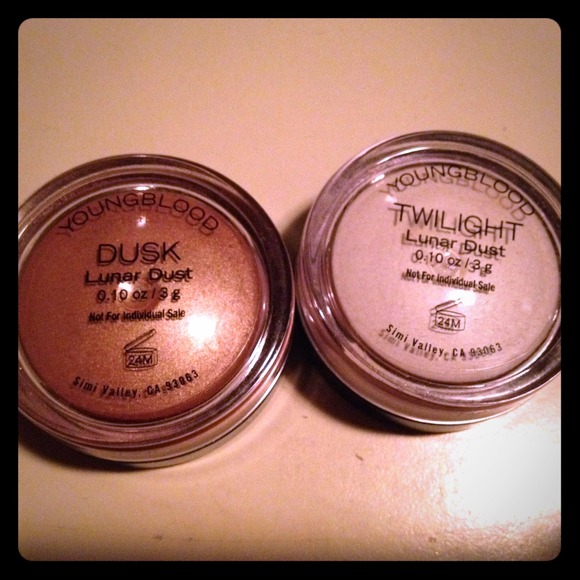 YOUNGBLOOD
DUSK
Lunar Dust
0.10 oz / 3 g
Not For Individual Sale
24M
Simi Valley, CA 93063
YOUNGBLOOD
TWILIGHT
Lunar Dust
0.10 oz / 3 g
Not For Individual Sale
24M
Simi Valley, CA 93063